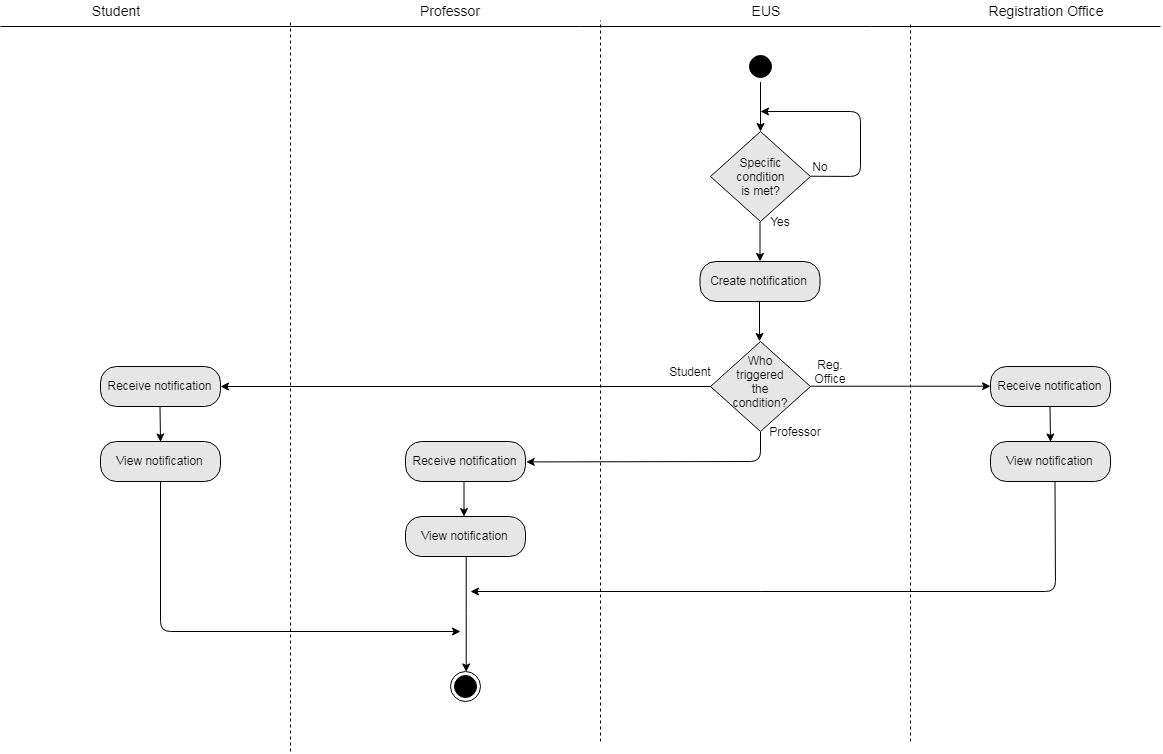 Student
Professor
EUS
Registration Office
Specific
condition
is met?
No
Yes
Create notification
Who
triggered
the
condition?
Student
Reg.
Office
Professor
Receive notification
Receive notification
View notification
Receive notification
View notification
View notification